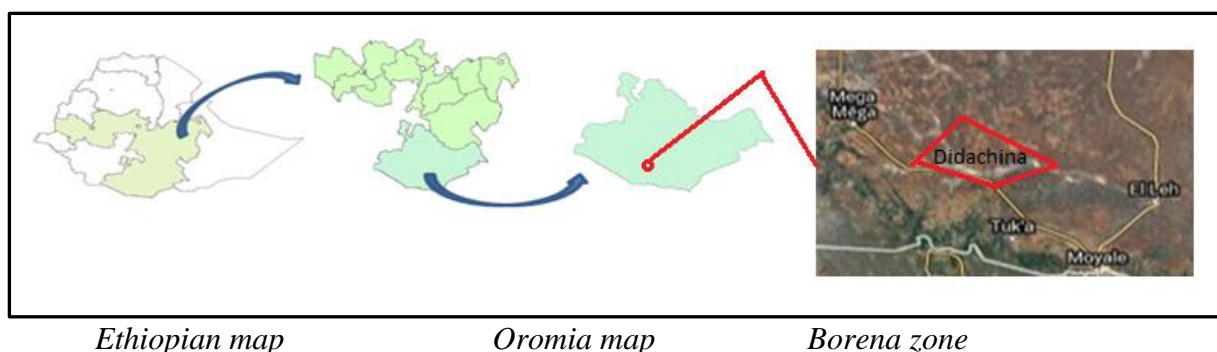 Mega
Mega
Didachina
El Leh
Tuk'a
Moyale
Ethiopian map Oromia map Borena zone